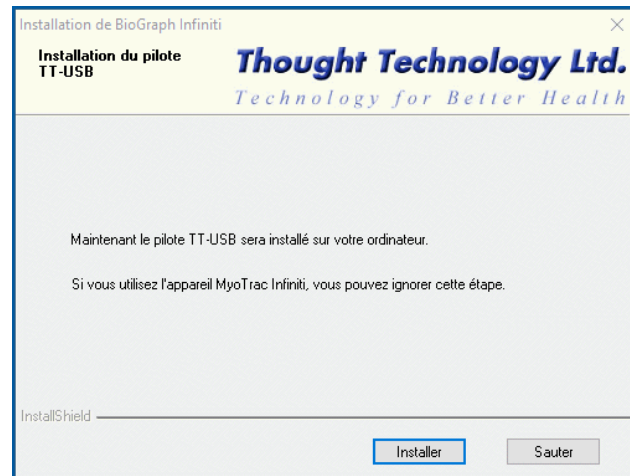 Installation de BioGraph Infiniti
Installation du pilote
TT-USB
Thought Technology Ltd.
Technology for Better Health
Maintenant le pilote TT-USB sera installé sur votre ordinateur.
Si vous utilisez l'appareil MyoTrac Infiniti, vous pouvez ignorer cette étape.
InstallShield
Installer
Sauter